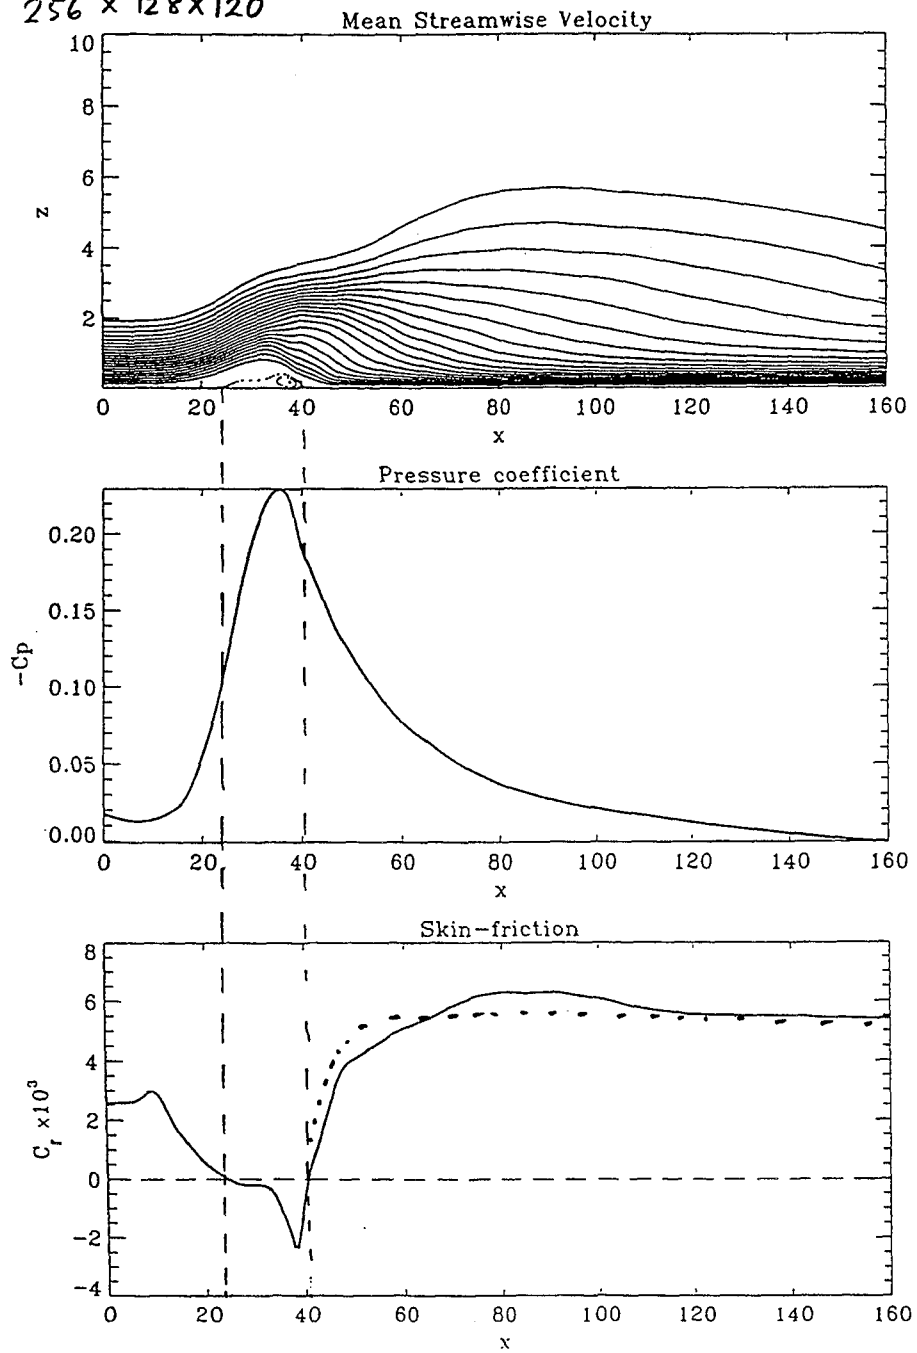 256 × 128 × 120
Mean Streamwise Velocity
10
8
6
4
2
z
0 20 40 60 80 100 120 140 160
x
Pressure coefficient
0.20
0.15
0.10
0.05
0.00
-Cp
0 20 40 60 80 100 120 140 160
x
Skin-friction
8
6
4
2
0
-2
-4
C_f ×10³
0 20 40 60 80 100 120 140 160
x